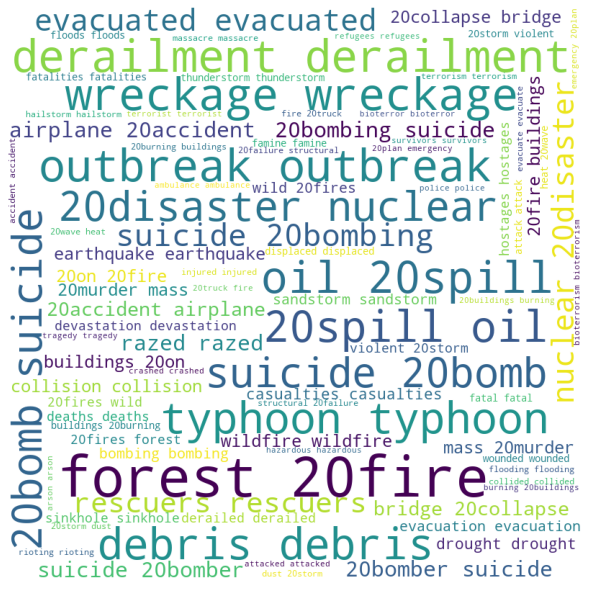 evacuated evacuated
20collapse bridge
floods floods
massacre massacre
refugees refugees
20storm violent
emergency 20plan
derailment derailment
fatalities fatalities
thunderstorm thunderstorm
terrorism terrorism
wreckage wreckage
hailstorm hailstorm
terrorist terrorist
fire 20truck
bioterror bioterror
airplane 20accident
20bombing suicide
20burning buildings
20failure structural
famine famine
20plan emergency
survivors survivors
accident accident
evacuate evacuate
attack attack
hostages hostages
20fire buildings
heat 20wave
nuclear 20disaster
bioterrorism bioterrorism
outbreak outbreak
ambulance ambulance
wild 20fires
police police
20disaster nuclear
20bomb suicide
suicide 20bombing
20wave heat
earthquake earthquake
displaced displaced
oil 20spill
20on 20fire
injured injured
20murder mass
20truck fire
sandstorm sandstorm
20buildings burning
20accident airplane
20spill oil
devastation devastation
tragedy tragedy
razed razed
violent 20storm
buildings 20on
crashed crashed
suicide 20bomb
collision collision
casualties casualties
20fires wild
structural 20failure
fatal fatal
deaths deaths
typhoon typhoon
buildings 20burning
20fires forest
wildfire wildfire
mass 20murder
bombing bombing
hazardous hazardous
wounded wounded
forest 20fire
flooding flooding
arson arson
collided collided
burning 20buildings
rescuers rescuers
bridge 20collapse
sinkhole sinkhole
derailed derailed
20storm dust
evacuation evacuation
debris debris
drought drought
rioting rioting
suicide 20bomber
attacked attacked
dust 20storm
20bomber suicide